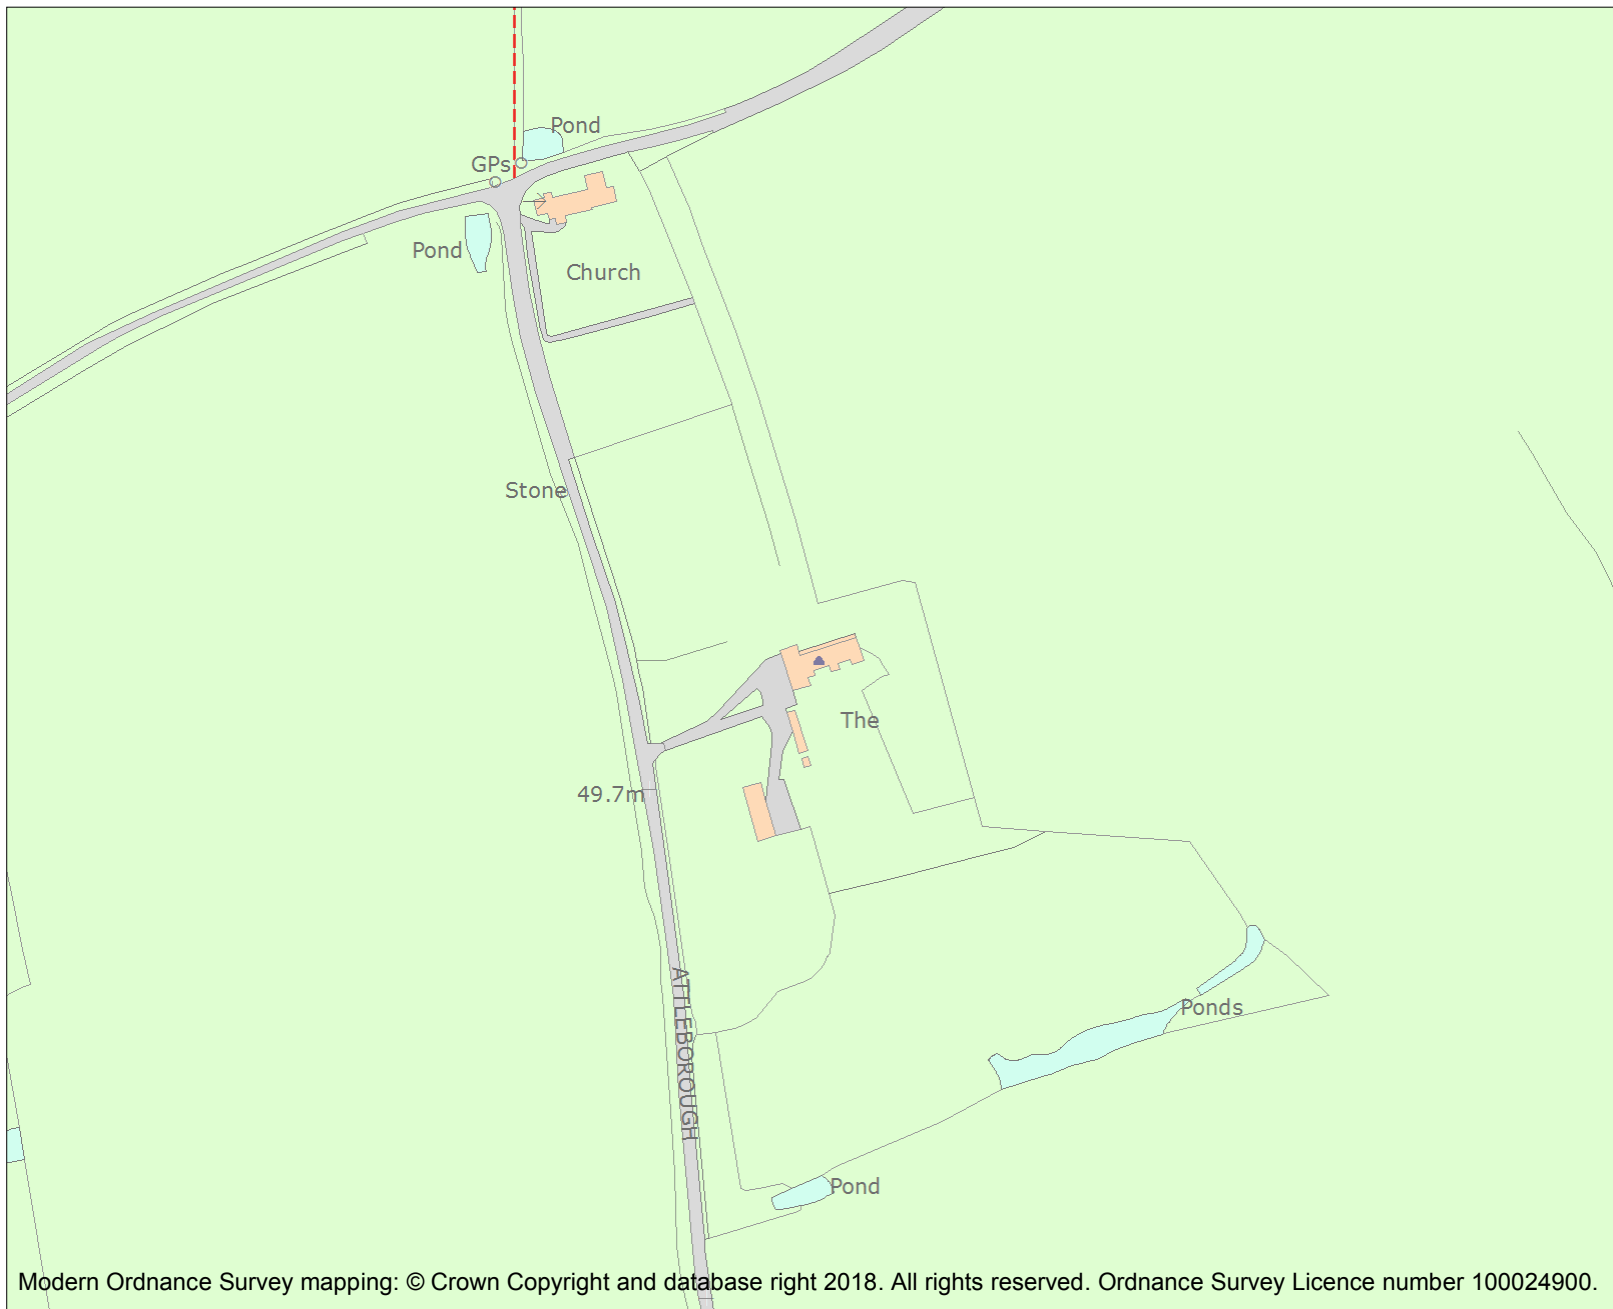 Pond
GPs
Pond
Church
Stone
The
49.7m
ATTLEBOROUGH
Ponds
Pond
Modern Ordnance Survey mapping: © Crown Copyright and database right 2018. All rights reserved. Ordnance Survey Licence number 100024900.